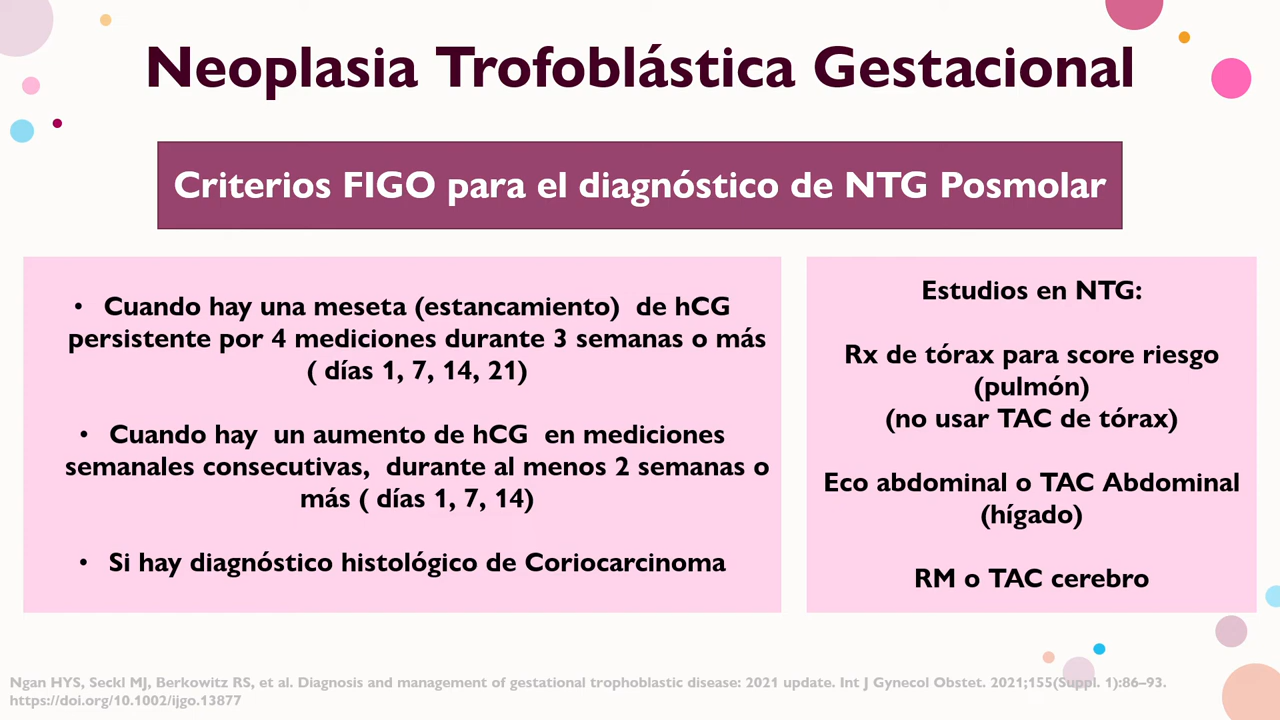 Neoplasia Trofoblástica Gestacional
Criterios FIGO para el diagnóstico de NTG Posmolar
• Cuando hay una meseta (estancamiento) de hCG
persistente por 4 mediciones durante 3 semanas o más
( días 1, 7, 14, 21)
• Cuando hay un aumento de hCG en mediciones
semanales consecutivas, durante al menos 2 semanas o
más ( días 1, 7, 14)
• Si hay diagnóstico histológico de Coriocarcinoma
Estudios en NTG:
Rx de tórax para score riesgo
(pulmón)
(no usar TAC de tórax)
Eco abdominal o TAC Abdominal
(hígado)
RM o TAC cerebro
Ngan HYS, Seckl MJ, Berkowitz RS, et al. Diagnosis and management of gestational trophoblastic disease: 2021 update. Int J Gynecol Obstet. 2021;155(Suppl. 1):86–93.
https://doi.org/10.1002/ijgo.13877